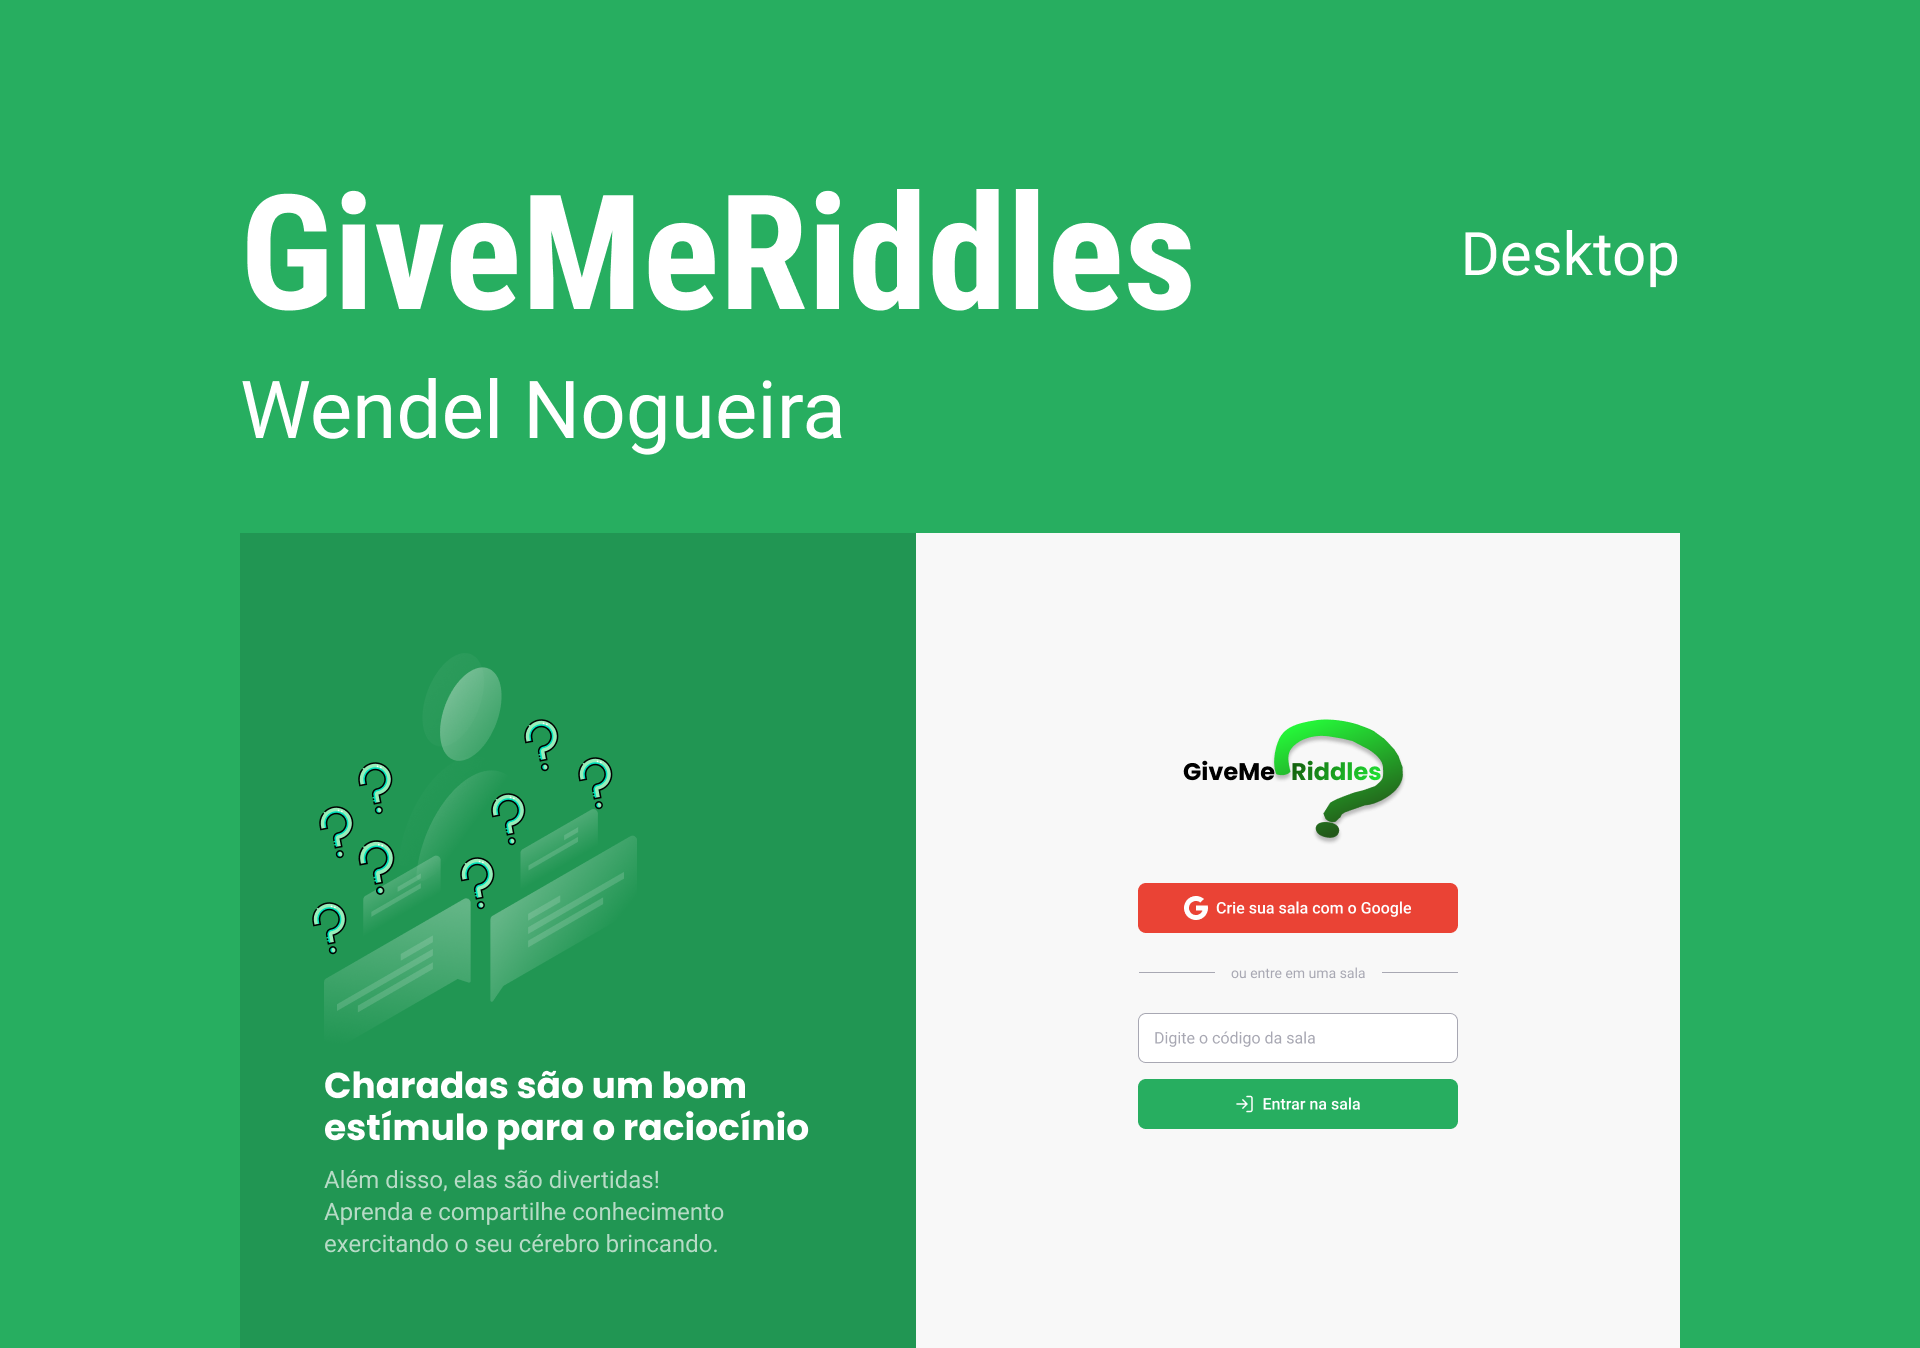 GiveMeRiddles
Desktop
Wendel Nogueira
Charadas são um bom
estímulo para o raciocínio
Além disso, elas são divertidas!
Aprenda e compartilhe conhecimento
exercitando o seu cérebro brincando.
GiveMe Riddles
Crie sua sala com o Google
ou entre em uma sala
Digite o código da sala
Entrar na sala